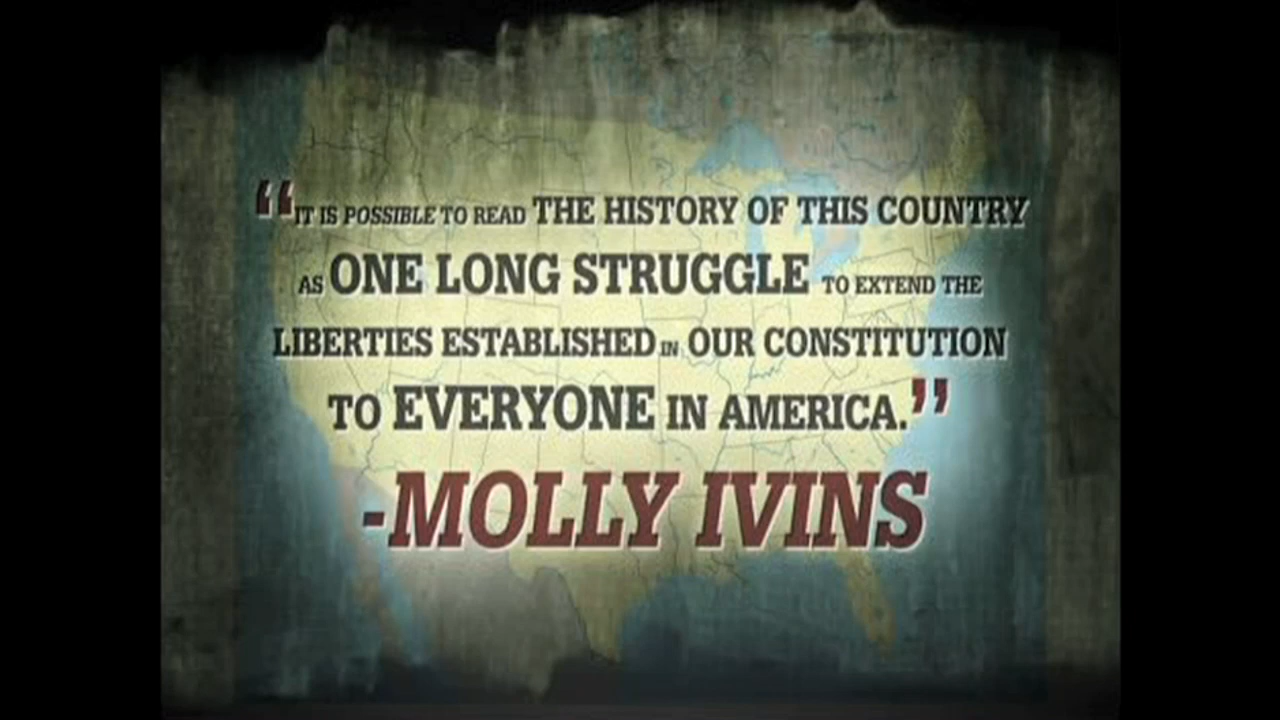 “IT IS POSSIBLE TO READ THE HISTORY OF THIS COUNTRY
AS ONE LONG STRUGGLE TO EXTEND THE
LIBERTIES ESTABLISHED IN OUR CONSTITUTION
TO EVERYONE IN AMERICA.”
-MOLLY IVINS